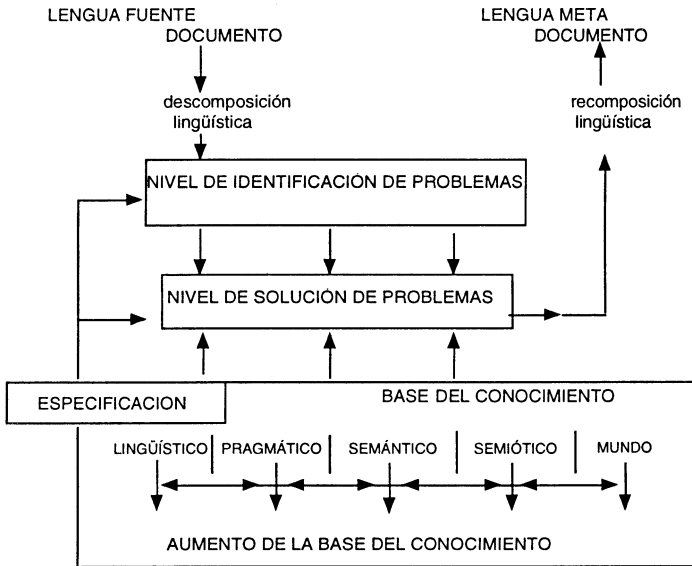 LENGUA FUENTE
DOCUMENTO
LENGUA META
DOCUMENTO
descomposición
lingüística
recomposición
lingüística
NIVEL DE IDENTIFICACIÓN DE PROBLEMAS
NIVEL DE SOLUCIÓN DE PROBLEMAS
ESPECIFICACION
BASE DEL CONOCIMIENTO
LINGÜÍSTICO
PRAGMÁTICO
SEMÁNTICO
SEMIÓTICO
MUNDO
AUMENTO DE LA BASE DEL CONOCIMIENTO